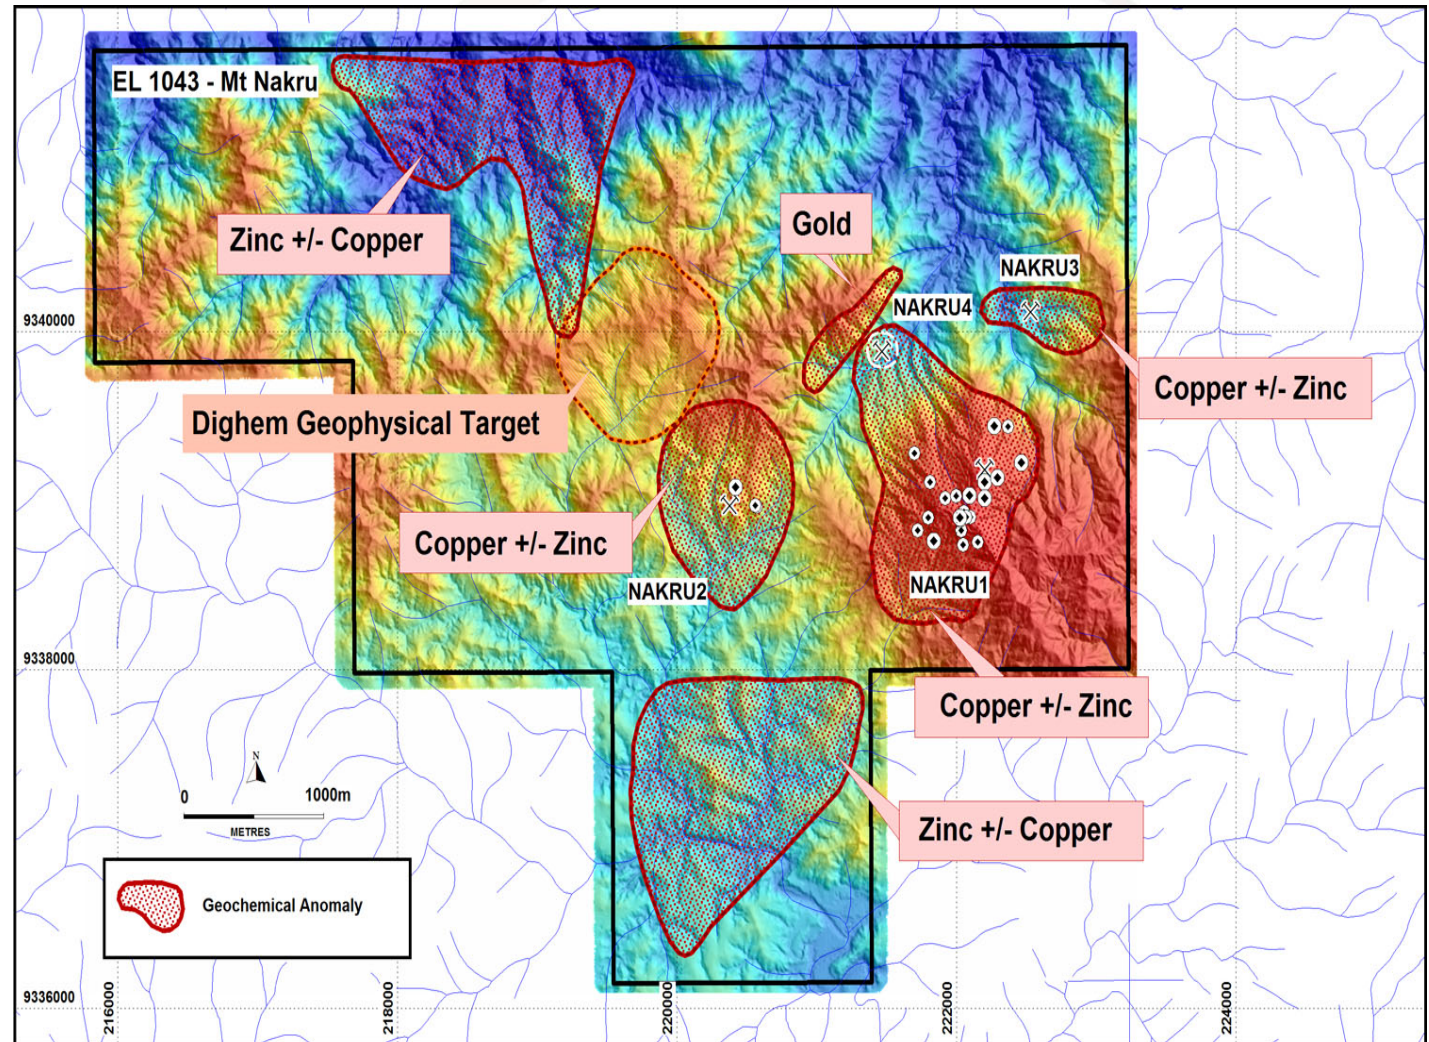 EL 1043 - Mt Nakru
Zinc +/- Copper
Gold
NAKRU3
NAKRU4
9340000
Copper +/- Zinc
Dighem Geophysical Target
Copper +/- Zinc
NAKRU2
NAKRU1
9338000
Copper +/- Zinc
N
0 1000m
METRES
Zinc +/- Copper
Geochemical Anomaly
9336000
216000
218000
220000
222000
224000